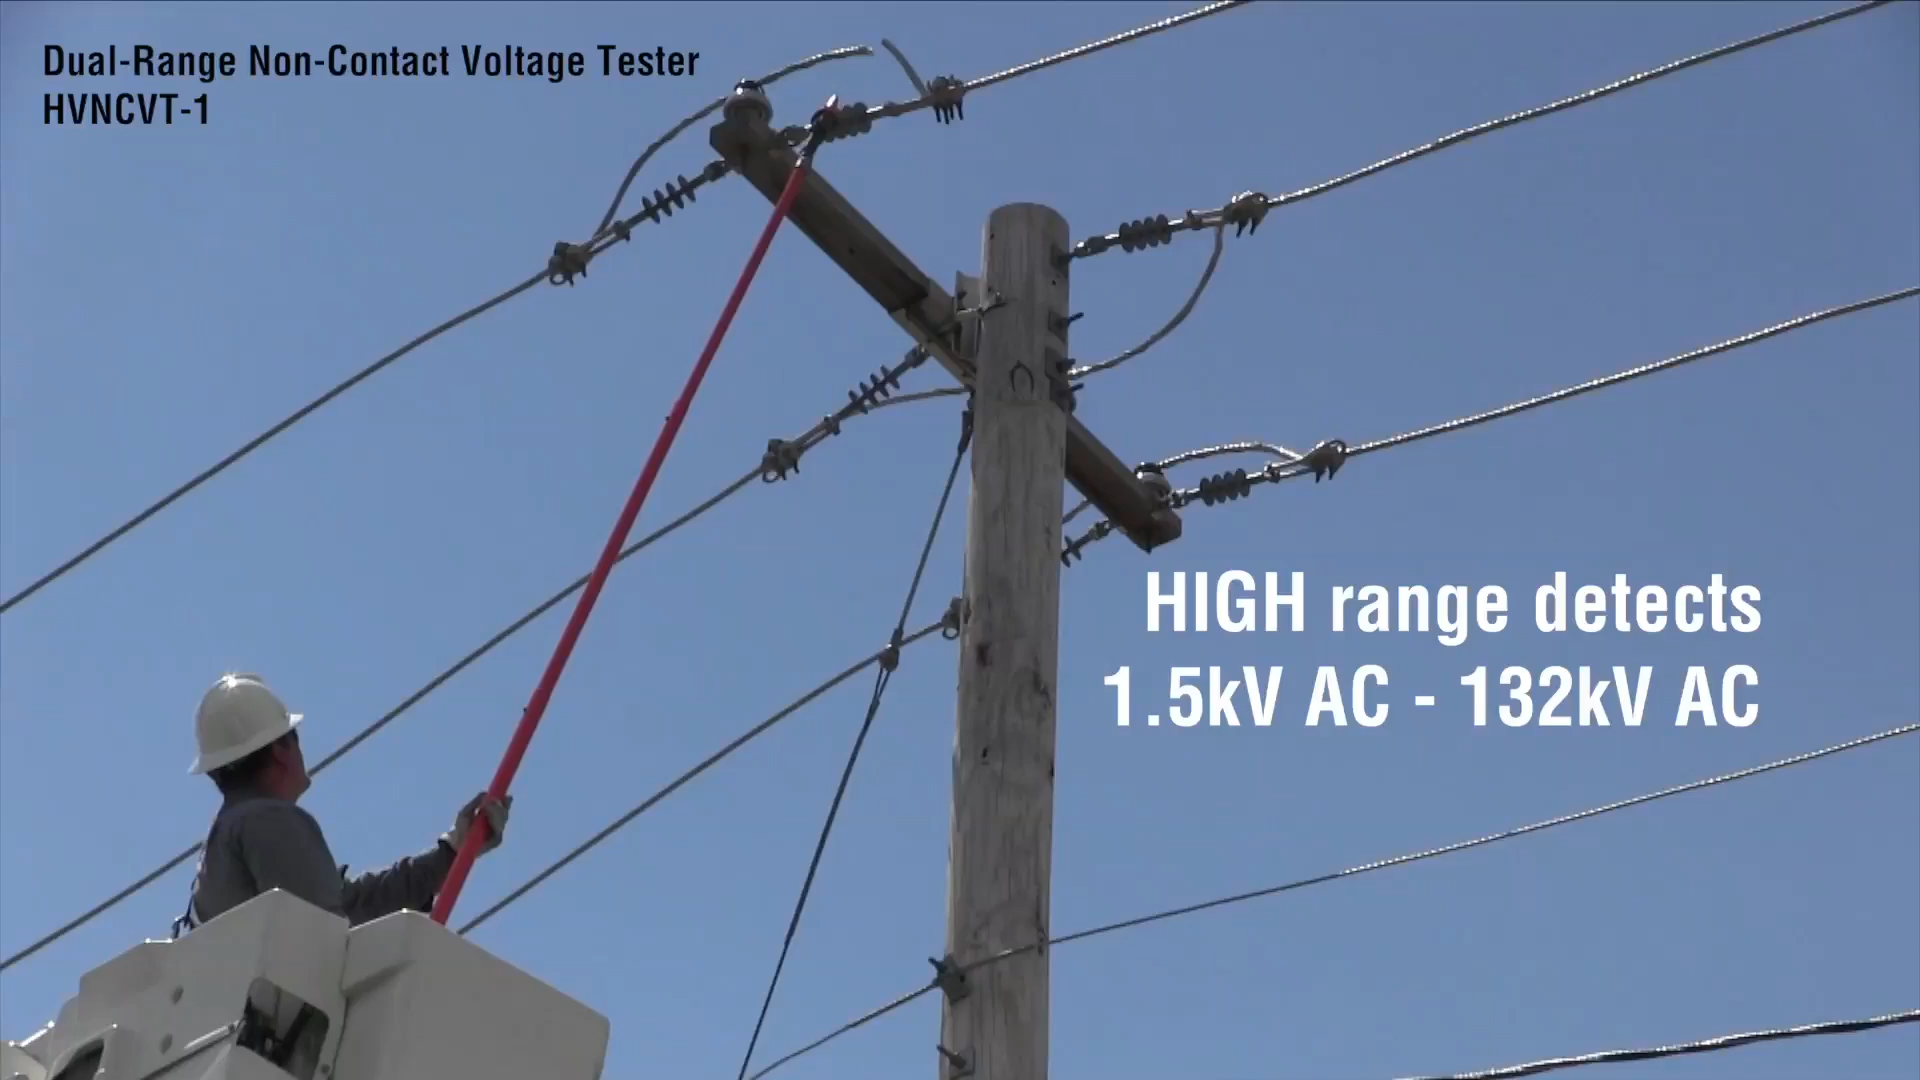 Dual-Range Non-Contact Voltage Tester
HVNCVT-1
HIGH range detects
1.5kV AC - 132kV AC